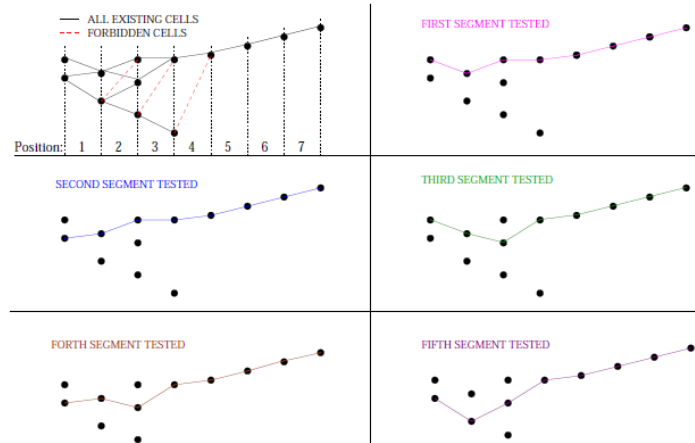 ALL EXISTING CELLS
FORBIDDEN CELLS
Position: 1 2 3 4 5 6 7
FIRST SEGMENT TESTED
SECOND SEGMENT TESTED
THIRD SEGMENT TESTED
FORTH SEGMENT TESTED
FIFTH SEGMENT TESTED